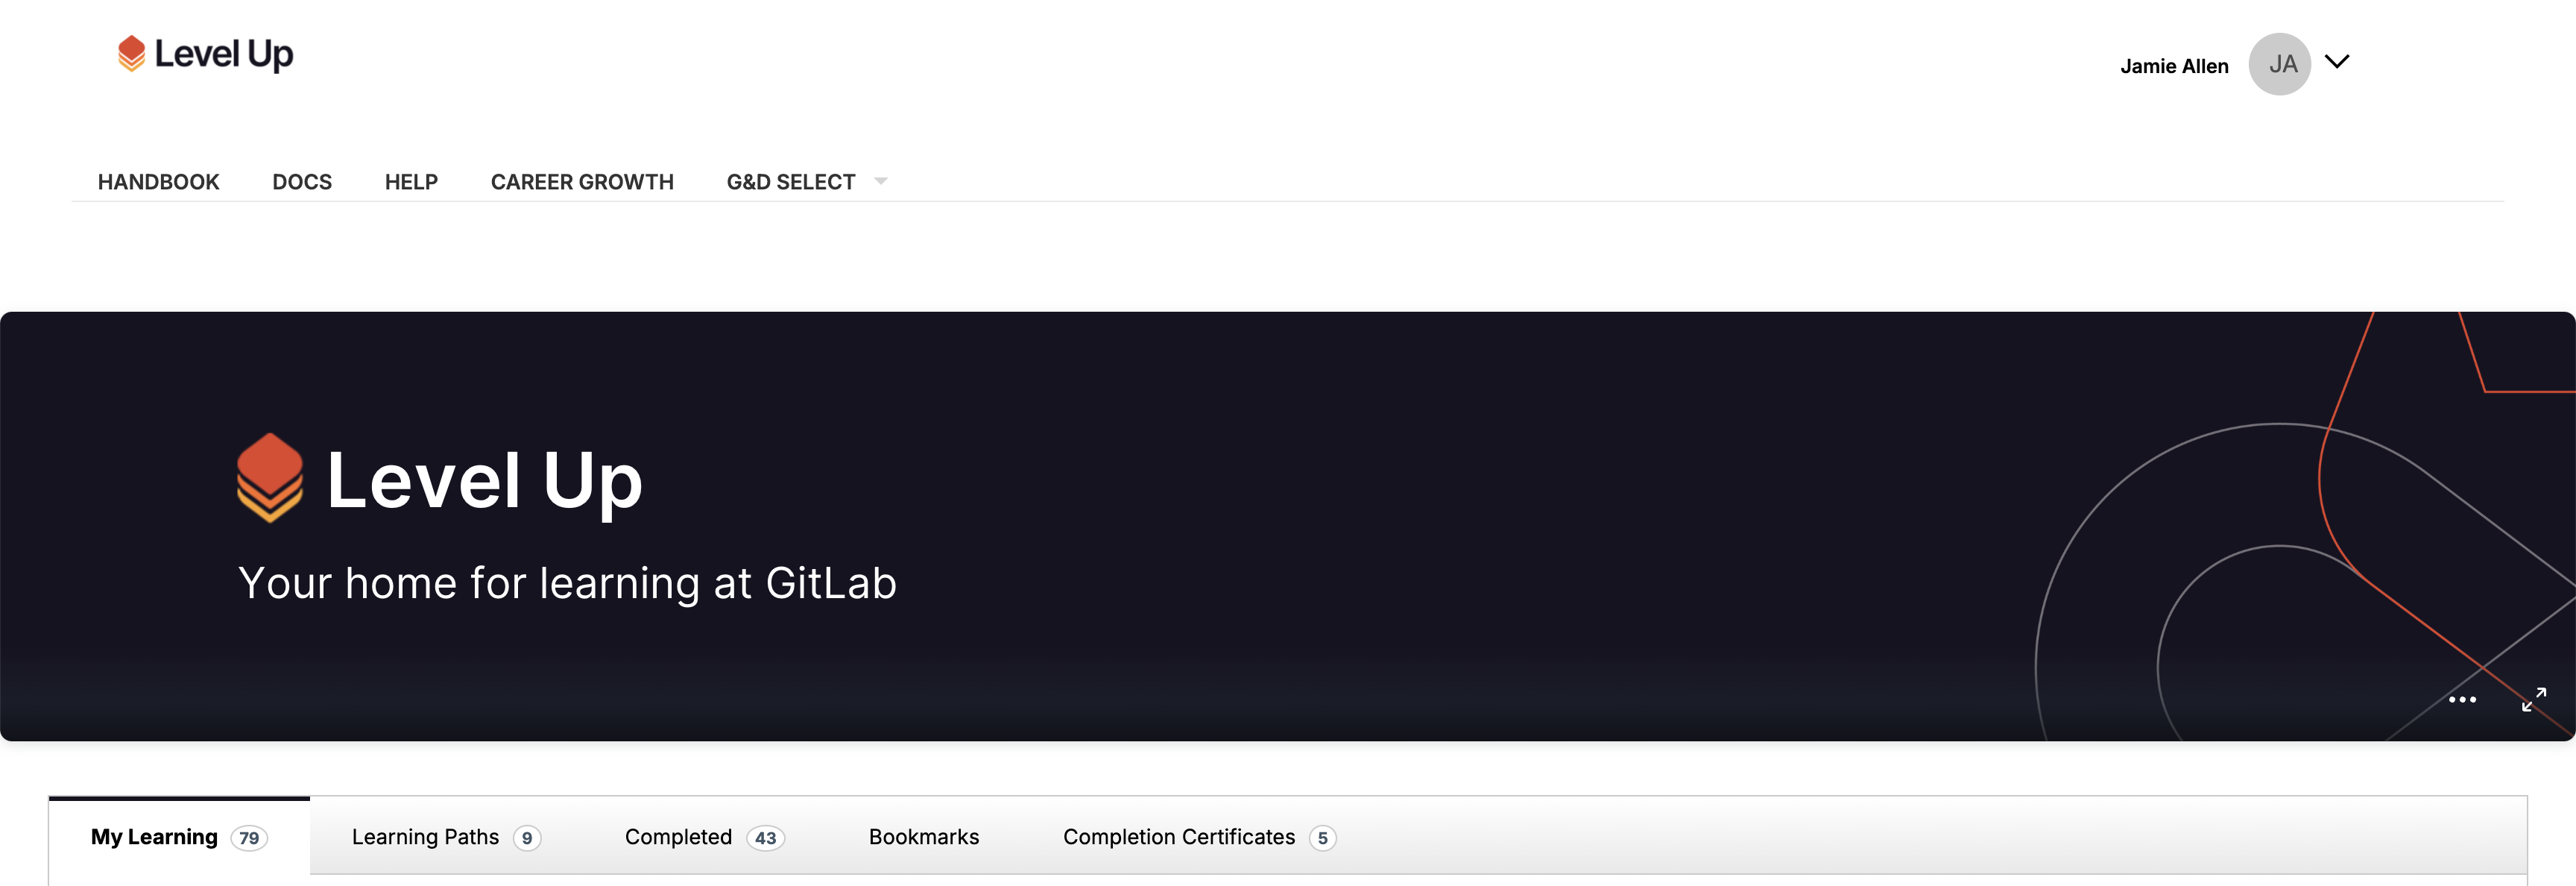 Level Up
Jamie Allen JA
HANDBOOK DOCS HELP CAREER GROWTH G&D SELECT
Level Up
Your home for learning at GitLab
My Learning 79 Learning Paths 9 Completed 43 Bookmarks Completion Certificates 5